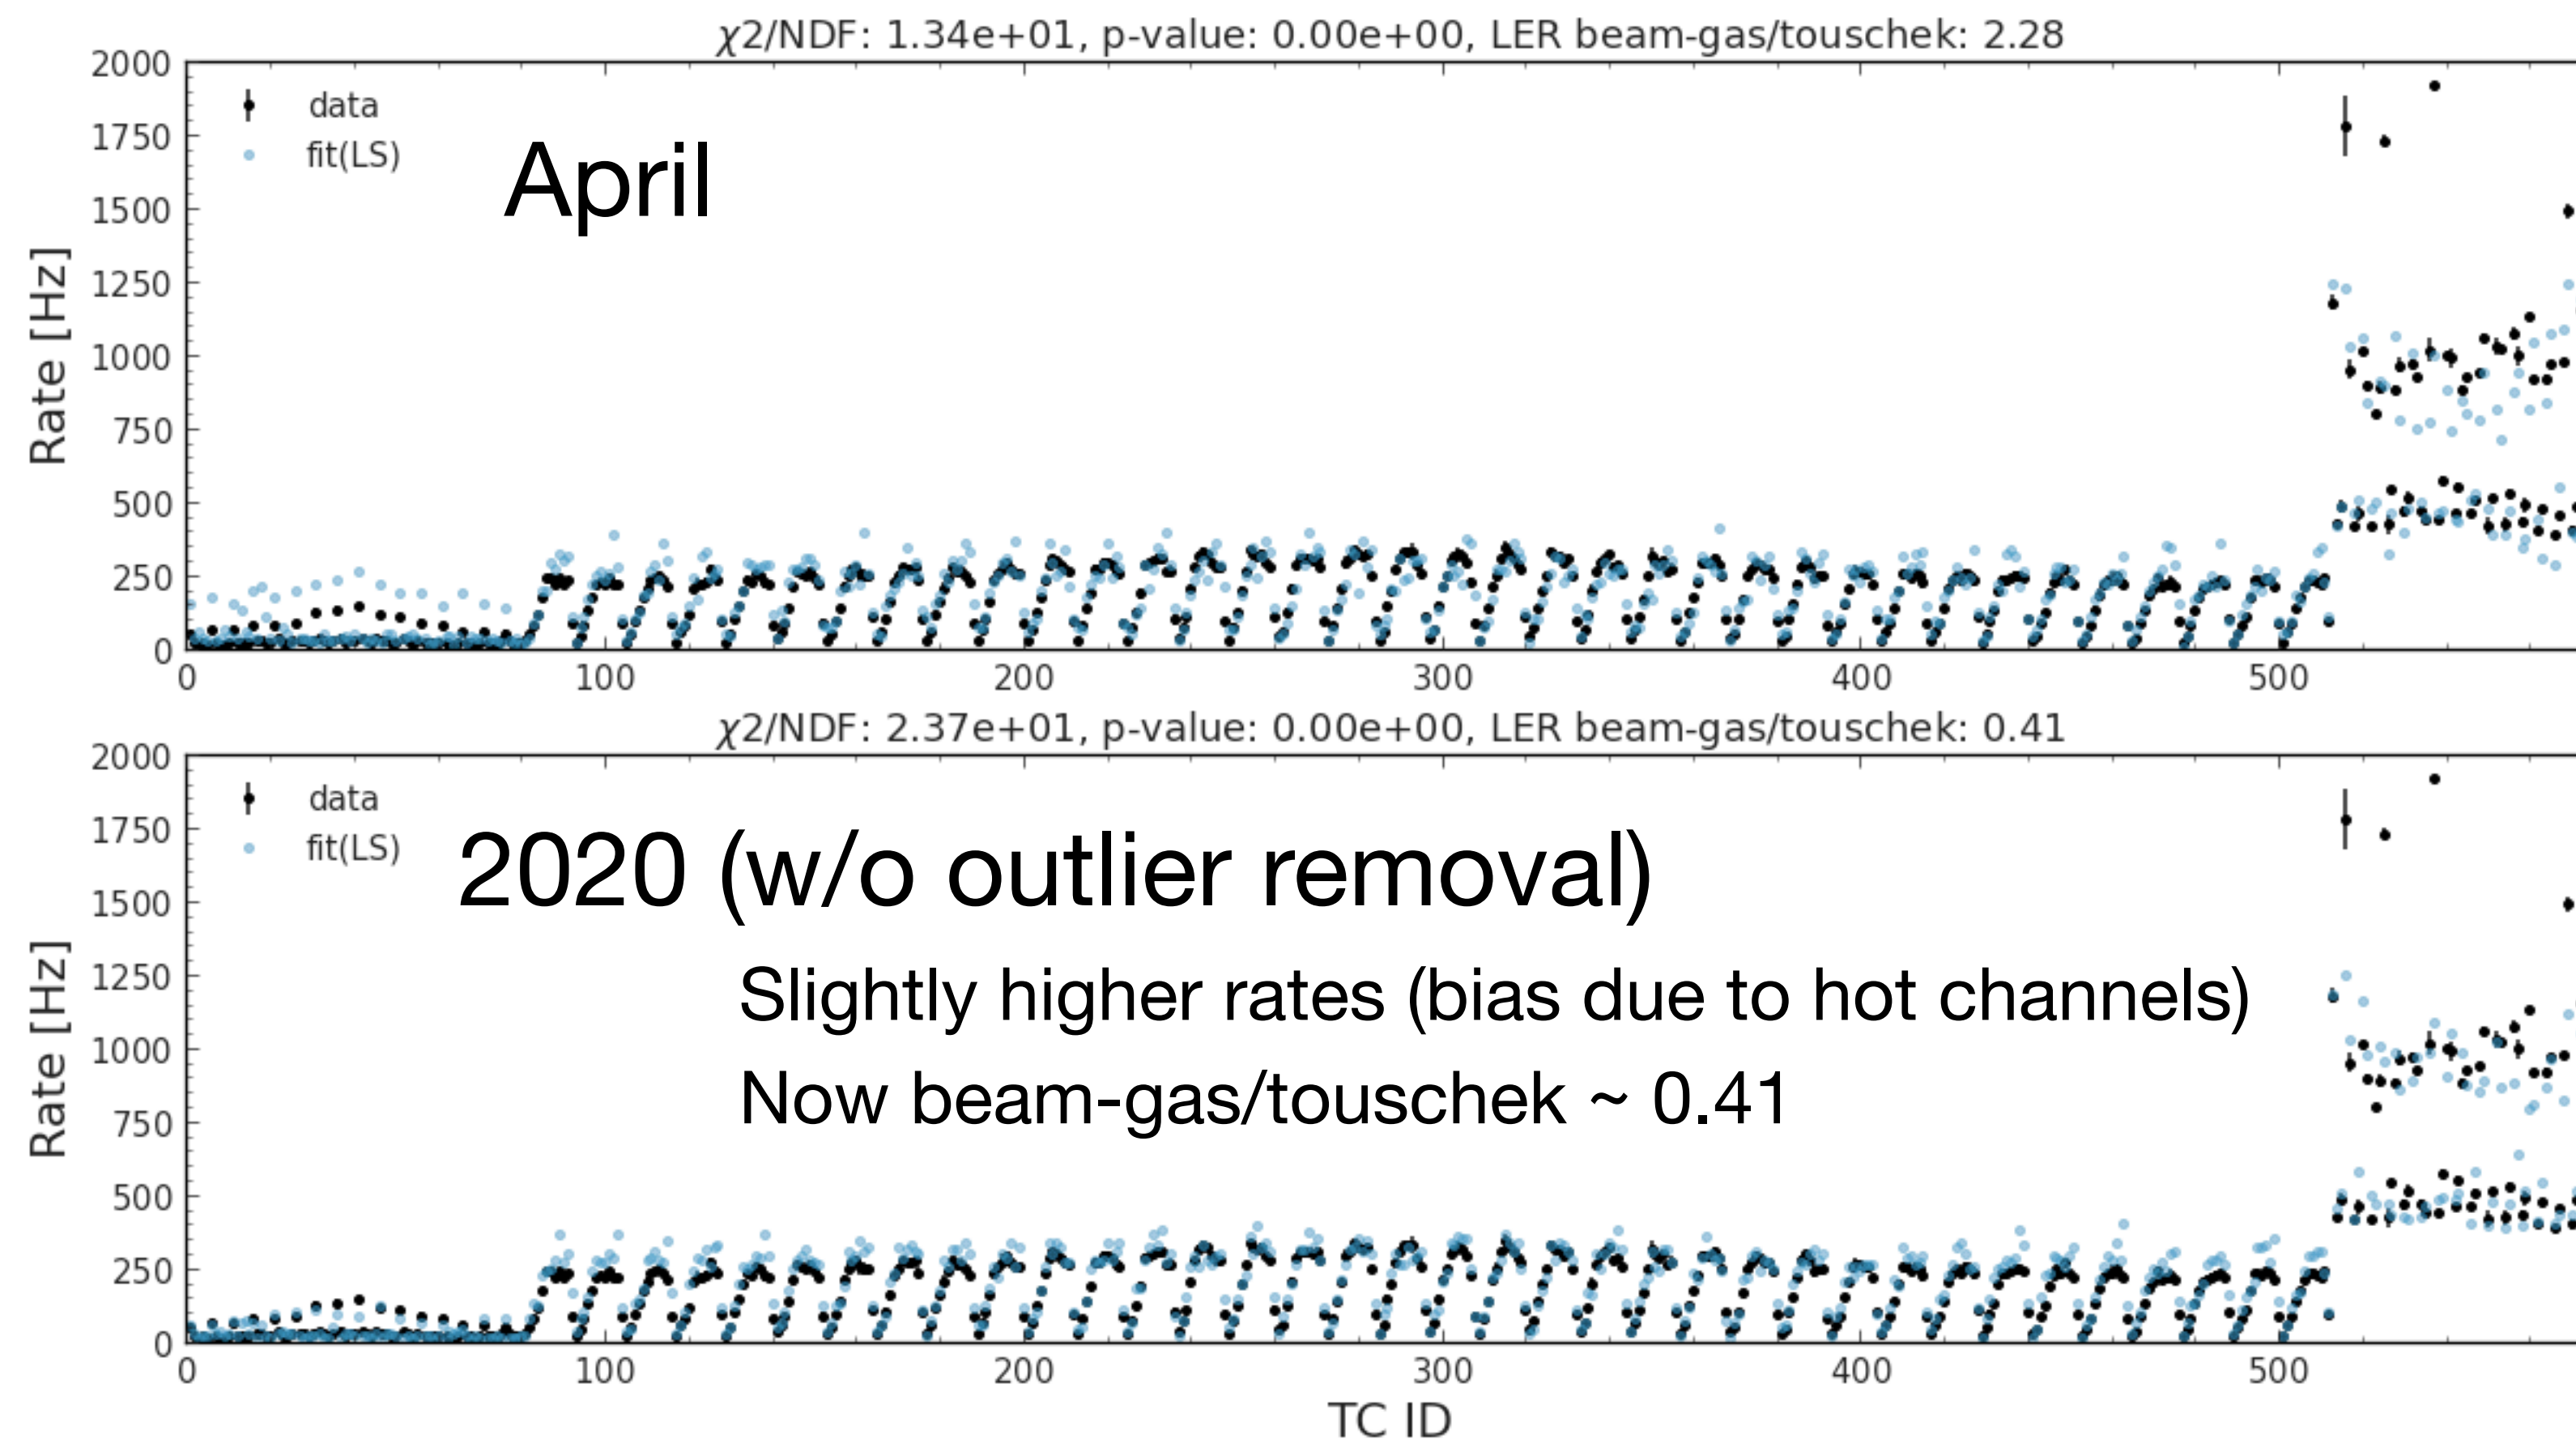 χ2/NDF: 1.34e+01, p-value: 0.00e+00, LER beam-gas/touschek: 2.28
2000
1750
1500
1250
1000
750
500
250
0
Rate [Hz]
data
fit(LS)
April
0 100 200 300 400 500
χ2/NDF: 2.37e+01, p-value: 0.00e+00, LER beam-gas/touschek: 0.41
2000
1750
1500
1250
1000
750
500
250
0
Rate [Hz]
data
fit(LS)
2020 (w/o outlier removal)
Slightly higher rates (bias due to hot channels)
Now beam-gas/touschek ~ 0.41
0 100 200 300 400 500
TC ID